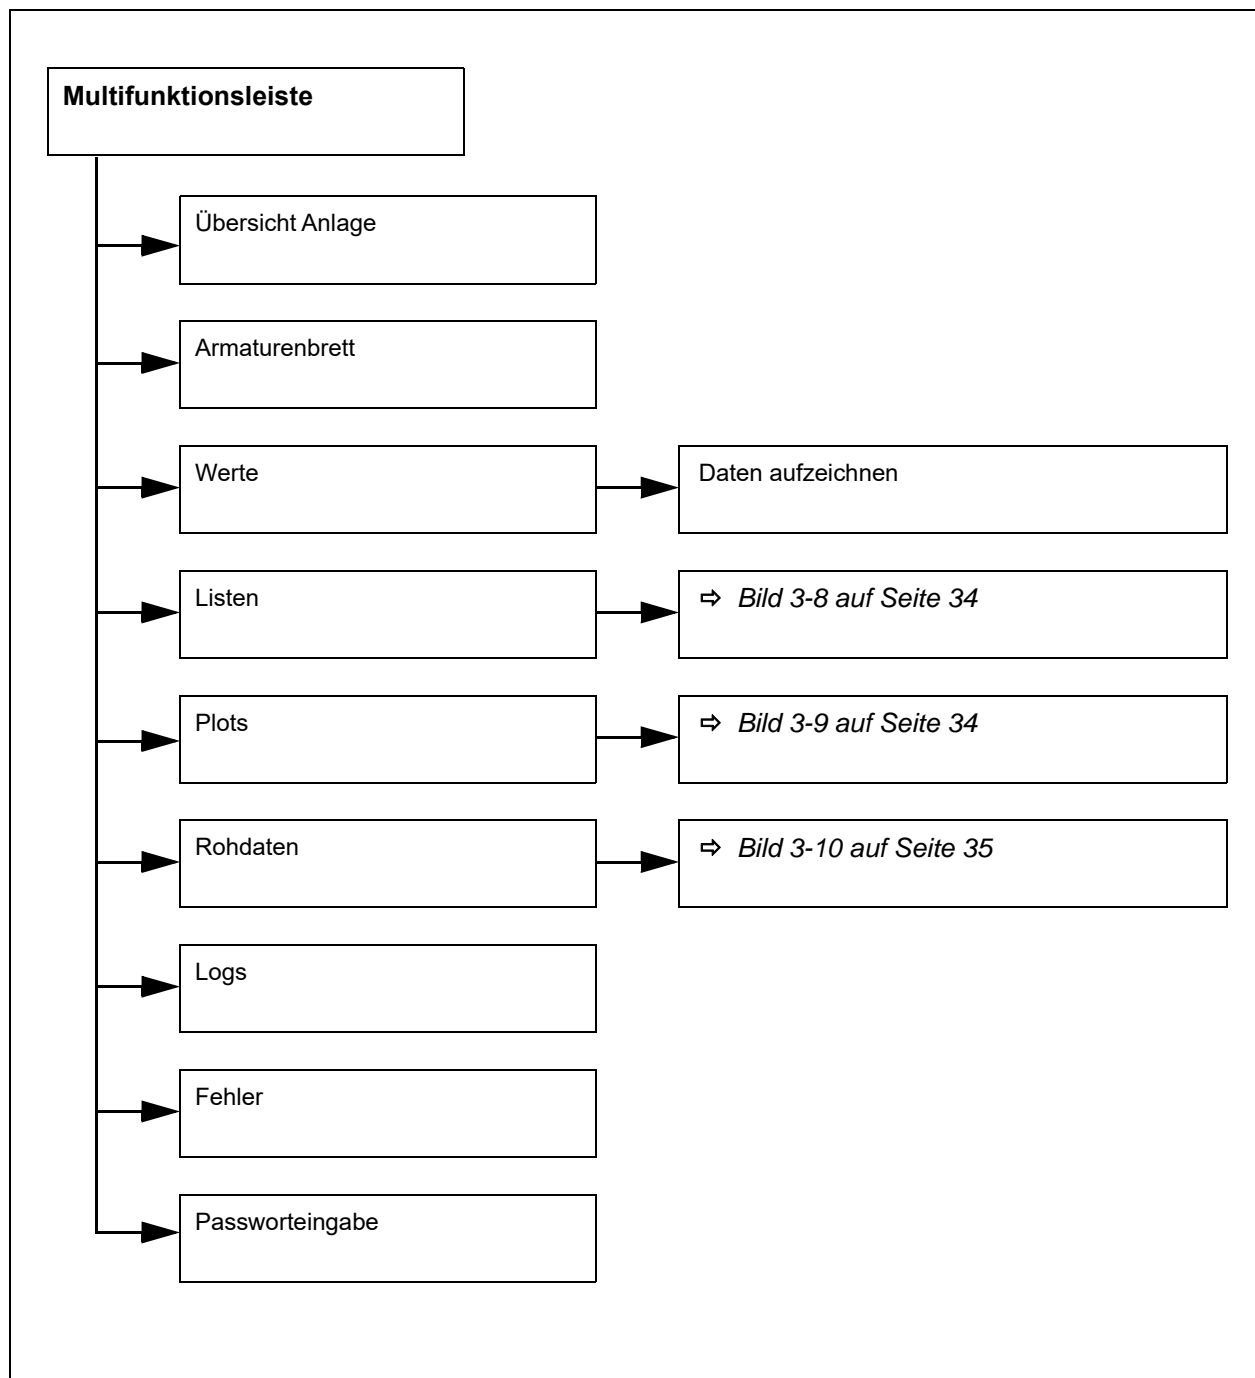 Multifunktionsleiste
Übersicht Anlage
Armaturenbrett
Werte
Daten aufzeichnen
Listen
⇨ Bild 3-8 auf Seite 34
Plots
⇨ Bild 3-9 auf Seite 34
Rohdaten
⇨ Bild 3-10 auf Seite 35
Logs
Fehler
Passworteingabe